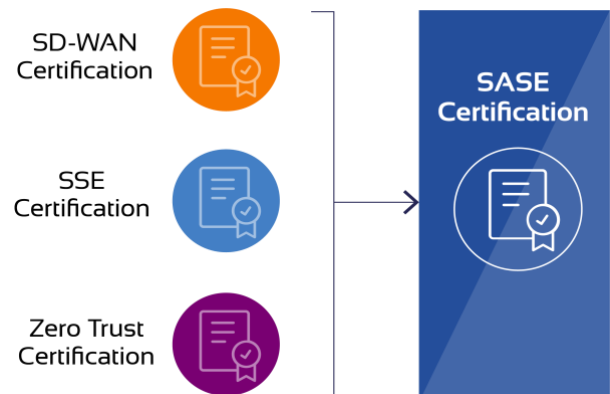 SD-WAN
Certification
SSE
Certification
Zero Trust
Certification
SASE
Certification